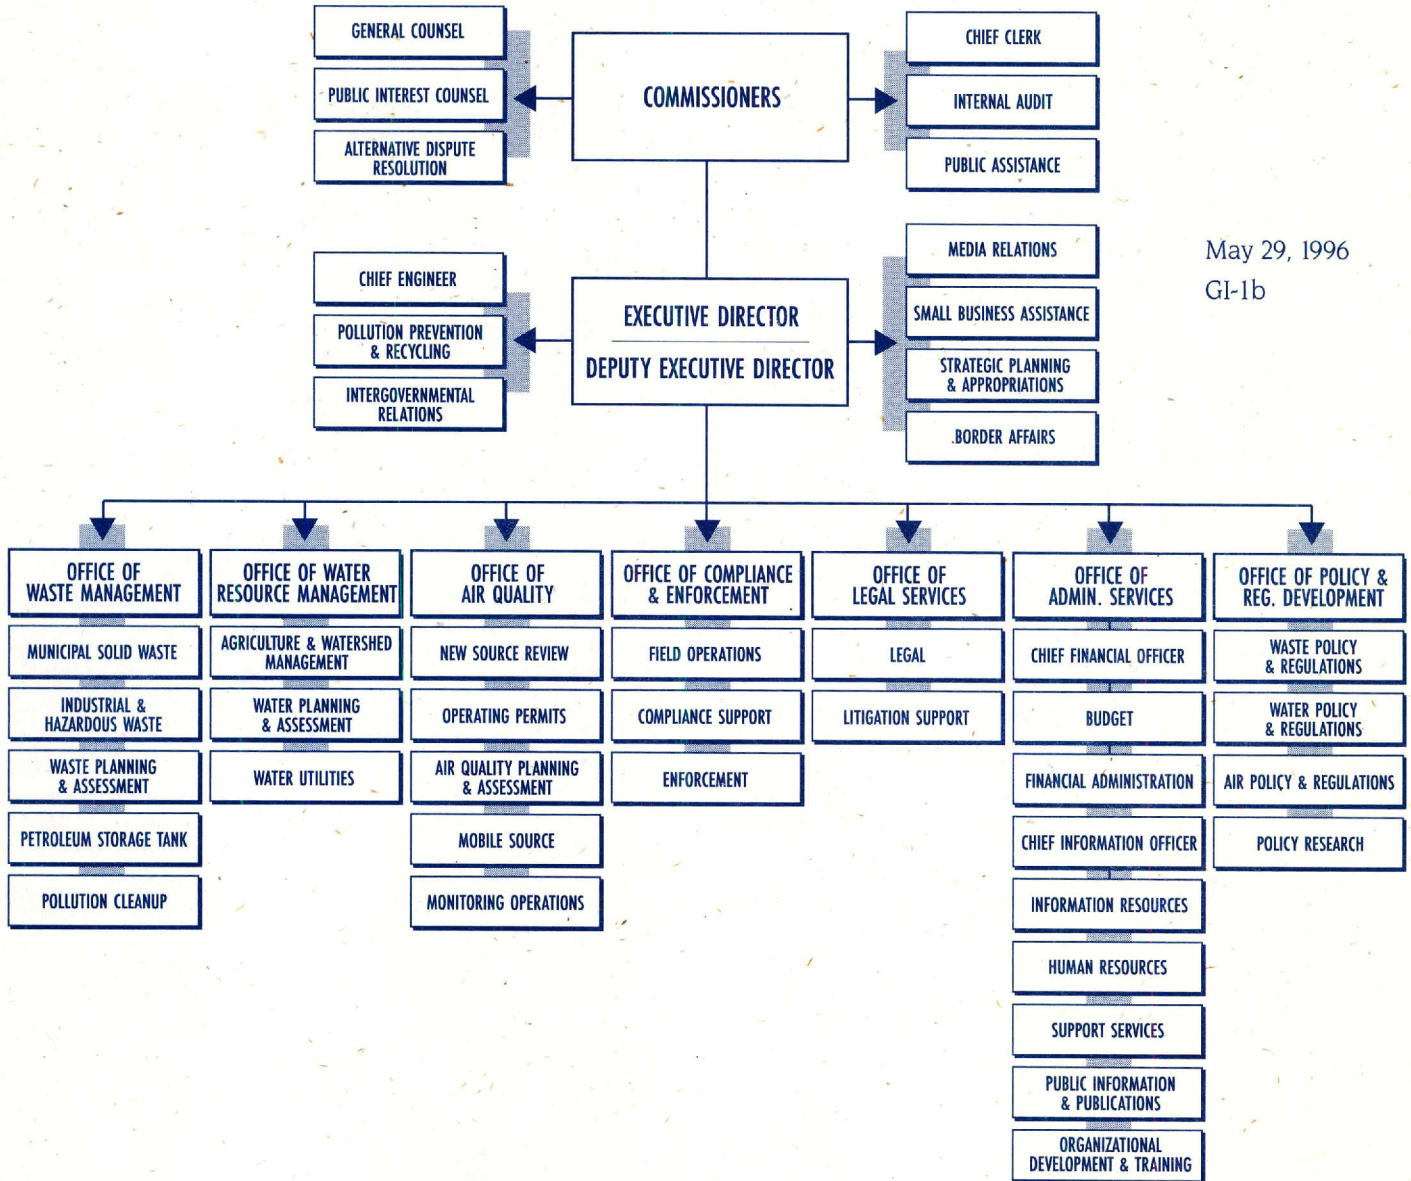 GENERAL COUNSEL
PUBLIC INTEREST COUNSEL
ALTERNATIVE DISPUTE
RESOLUTION
COMMISSIONERS
CHIEF CLERK
INTERNAL AUDIT
PUBLIC ASSISTANCE
May 29, 1996
GI-1b
CHIEF ENGINEER
POLLUTION PREVENTION
& RECYCLING
INTERGOVERNMENTAL
RELATIONS
EXECUTIVE DIRECTOR
DEPUTY EXECUTIVE DIRECTOR
MEDIA RELATIONS
SMALL BUSINESS ASSISTANCE
STRATEGIC PLANNING
& APPROPRIATIONS
BORDER AFFAIRS
OFFICE OF
WASTE MANAGEMENT
MUNICIPAL SOLID WASTE
INDUSTRIAL &
HAZARDOUS WASTE
WASTE PLANNING
& ASSESSMENT
PETROLEUM STORAGE TANK
POLLUTION CLEANUP
OFFICE OF WATER
RESOURCE MANAGEMENT
AGRICULTURE & WATERSHED
MANAGEMENT
WATER PLANNING
& ASSESSMENT
WATER UTILITIES
OFFICE OF
AIR QUALITY
NEW SOURCE REVIEW
OPERATING PERMITS
AIR QUALITY PLANNING
& ASSESSMENT
MOBILE SOURCE
MONITORING OPERATIONS
OFFICE OF COMPLIANCE
& ENFORCEMENT
FIELD OPERATIONS
COMPLIANCE SUPPORT
ENFORCEMENT
OFFICE OF
LEGAL SERVICES
LEGAL
LITIGATION SUPPORT
OFFICE OF
ADMIN. SERVICES
CHIEF FINANCIAL OFFICER
BUDGET
FINANCIAL ADMINISTRATION
CHIEF INFORMATION OFFICER
INFORMATION RESOURCES
HUMAN RESOURCES
SUPPORT SERVICES
PUBLIC INFORMATION
& PUBLICATIONS
ORGANIZATIONAL
DEVELOPMENT & TRAINING
OFFICE OF POLICY &
REG. DEVELOPMENT
WASTE POLICY
& REGULATIONS
WATER POLICY
& REGULATIONS
AIR POLICY & REGULATIONS
POLICY RESEARCH